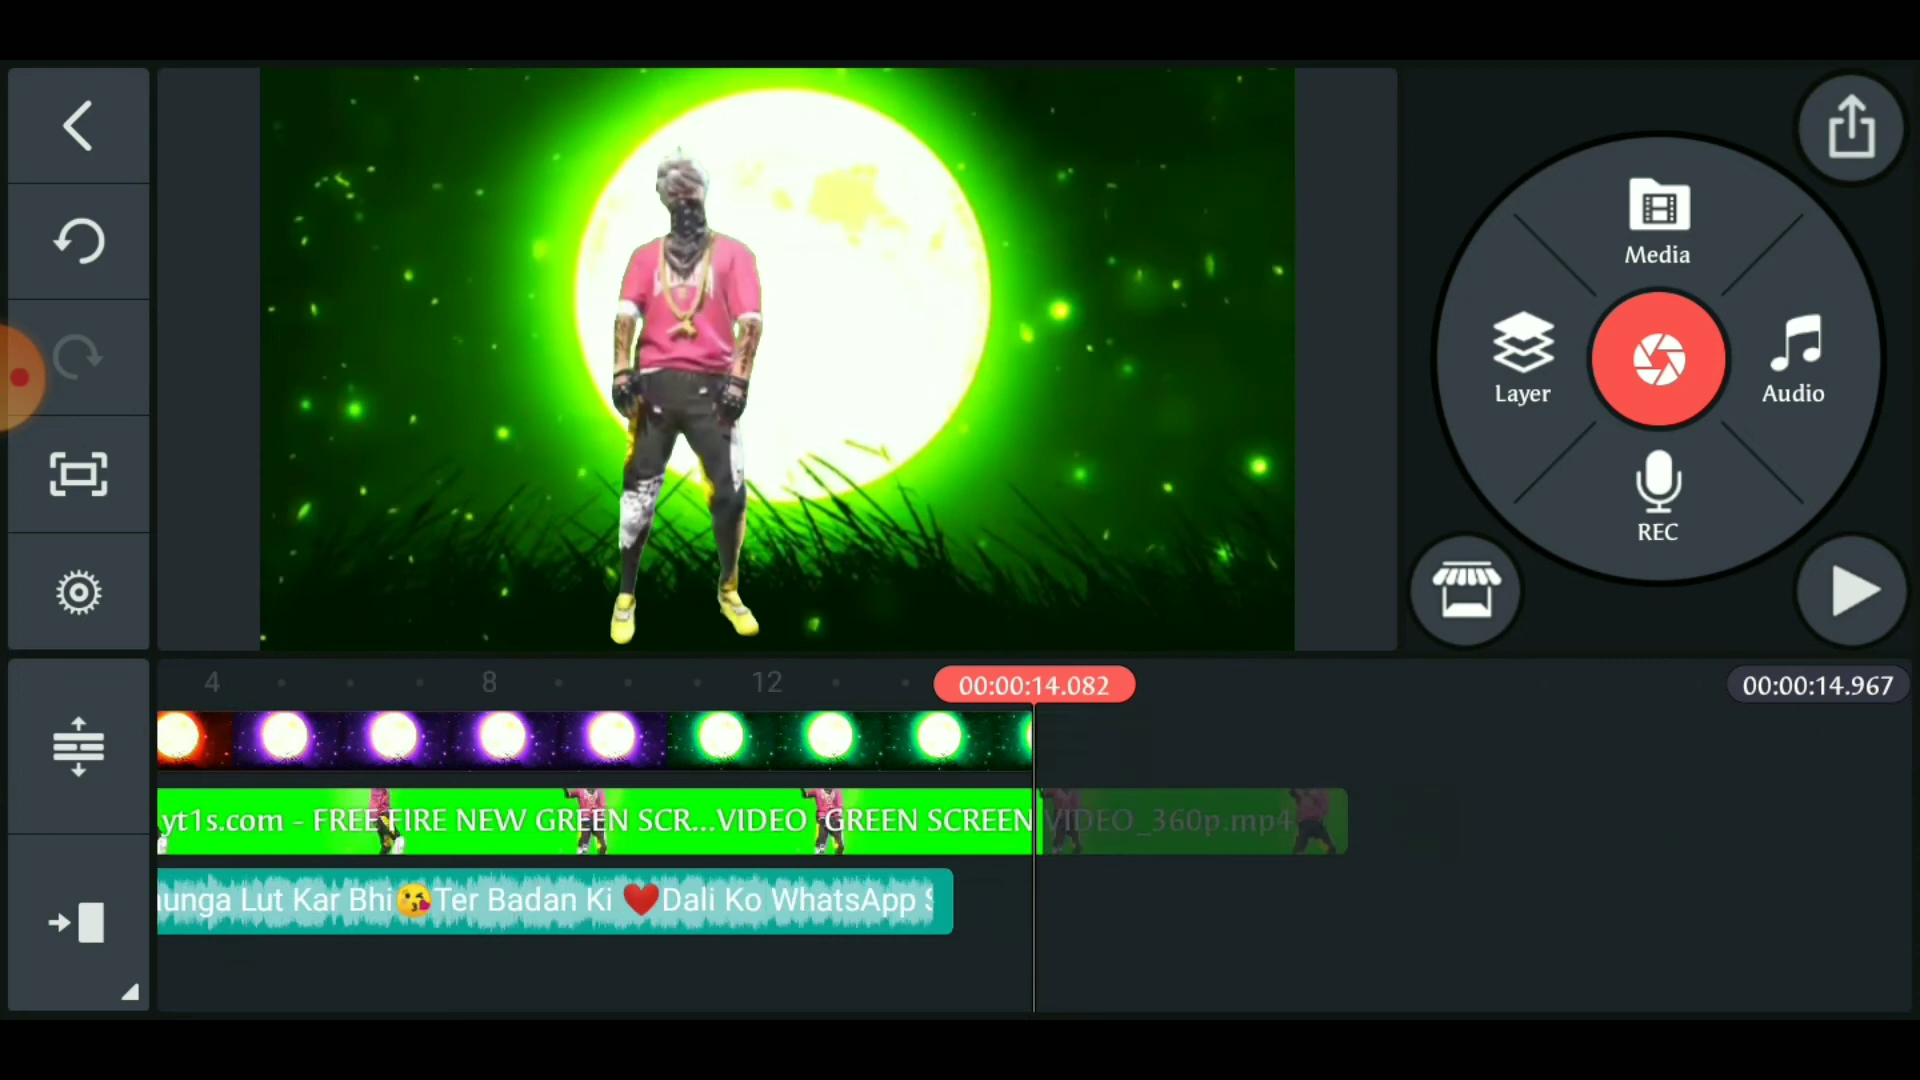 Media
Layer
Audio
REC
4
8
12
00:00:14.082
00:00:14.967
yt1s.com - FREE FIRE NEW GREEN SCR...VIDEO GREEN SCREEN VIDEO_360p.mp4
unga Lut Kar Bhi😘Ter Badan Ki ❤️Dali Ko WhatsApp S